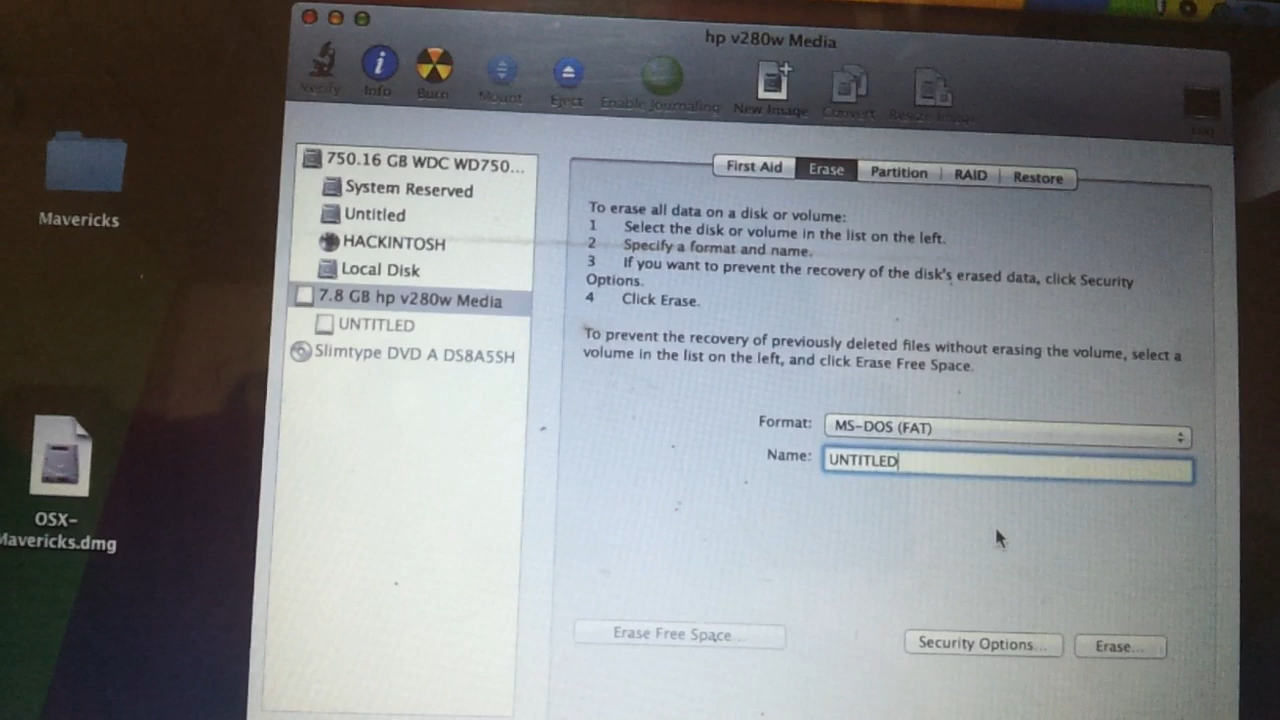 hp v280w Media
Verify
Info
Burn
Mount
Eject
Enable Journaling
New Image
Convert
Resize Image
Log
Mavericks
OSX-
Mavericks.dmg
750.16 GB WDC WD750...
System Reserved
Untitled
HACKINTOSH
Local Disk
7.8 GB hp v280w Media
UNTITLED
Slimtype DVD A DS8A5SH
First Aid
Erase
Partition
RAID
Restore
To erase all data on a disk or volume:
1 Select the disk or volume in the list on the left.
2 Specify a format and name.
3 If you want to prevent the recovery of the disk's erased data, click Security
Options.
4 Click Erase.
To prevent the recovery of previously deleted files without erasing the volume, select a
volume in the list on the left, and click Erase Free Space.
Format: MS-DOS (FAT)
Name: UNTITLED
Erase Free Space...
Security Options...
Erase...